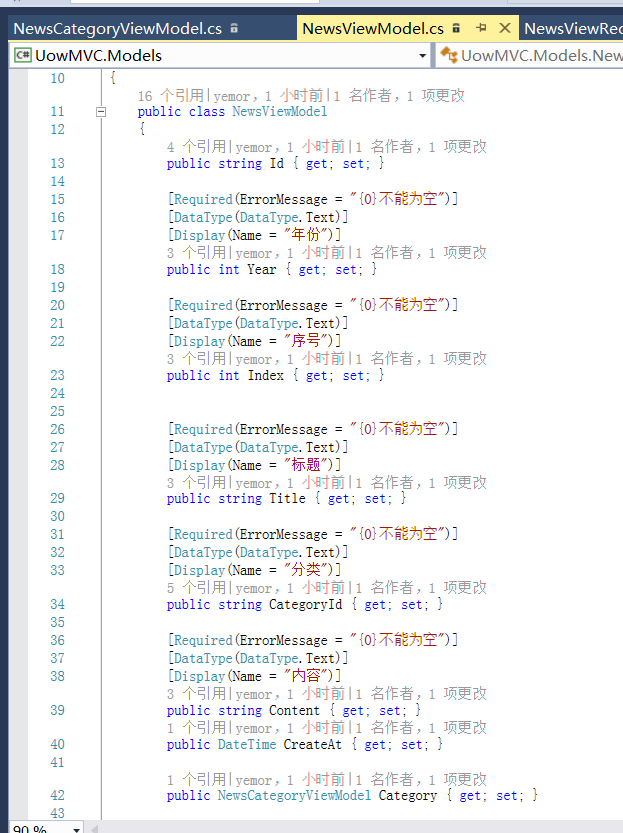 NewsCategoryViewModel.cs NewsViewModel.cs NewsViewRec
C# UowMVC.Models UowMVC.Models.New
10 {
16 个引用|yemor，1 小时前|1 名作者，1 项更改
11 public class NewsViewModel
12 {
4 个引用|yemor，1 小时前|1 名作者，1 项更改
13 public string Id { get; set; }
14
15 [Required(ErrorMessage = "{0}不能为空")]
16 [DataType(DataType.Text)]
17 [Display(Name = "年份")]
3 个引用|yemor，1 小时前|1 名作者，1 项更改
18 public int Year { get; set; }
19
20 [Required(ErrorMessage = "{0}不能为空")]
21 [DataType(DataType.Text)]
22 [Display(Name = "序号")]
3 个引用|yemor，1 小时前|1 名作者，1 项更改
23 public int Index { get; set; }
24
25
26 [Required(ErrorMessage = "{0}不能为空")]
27 [DataType(DataType.Text)]
28 [Display(Name = "标题")]
3 个引用|yemor，1 小时前|1 名作者，1 项更改
29 public string Title { get; set; }
30
31 [Required(ErrorMessage = "{0}不能为空")]
32 [DataType(DataType.Text)]
33 [Display(Name = "分类")]
5 个引用|yemor，1 小时前|1 名作者，1 项更改
34 public string CategoryId { get; set; }
35
36 [Required(ErrorMessage = "{0}不能为空")]
37 [DataType(DataType.Text)]
38 [Display(Name = "内容")]
3 个引用|yemor，1 小时前|1 名作者，1 项更改
39 public string Content { get; set; }
1 个引用|yemor，1 小时前|1 名作者，1 项更改
40 public DateTime CreateAt { get; set; }
41
1 个引用|yemor，1 小时前|1 名作者，1 项更改
42 public NewsCategoryViewModel Category { get; set; }
43
90 %